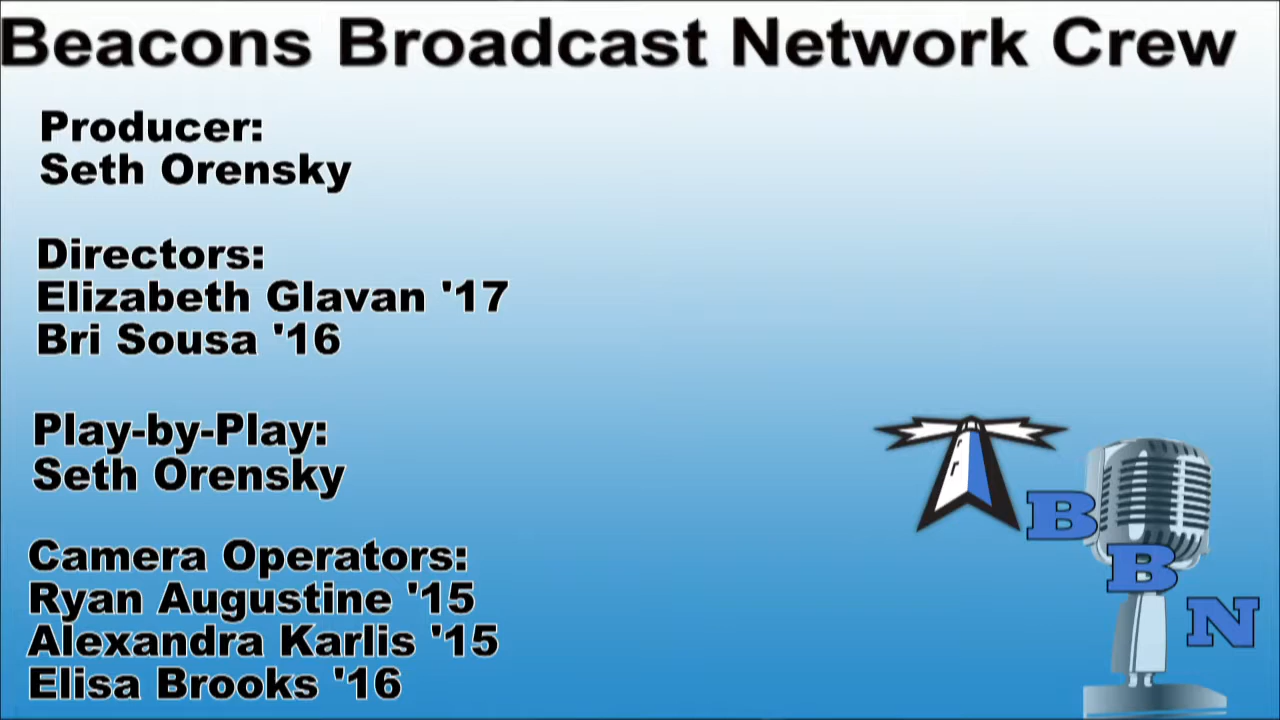 Beacons Broadcast Network Crew
Producer:
Seth Orensky
Directors:
Elizabeth Glavan '17
Bri Sousa '16
Play-by-Play:
Seth Orensky
Camera Operators:
Ryan Augustine '15
Alexandra Karlis '15
Elisa Brooks '16
B
B
N